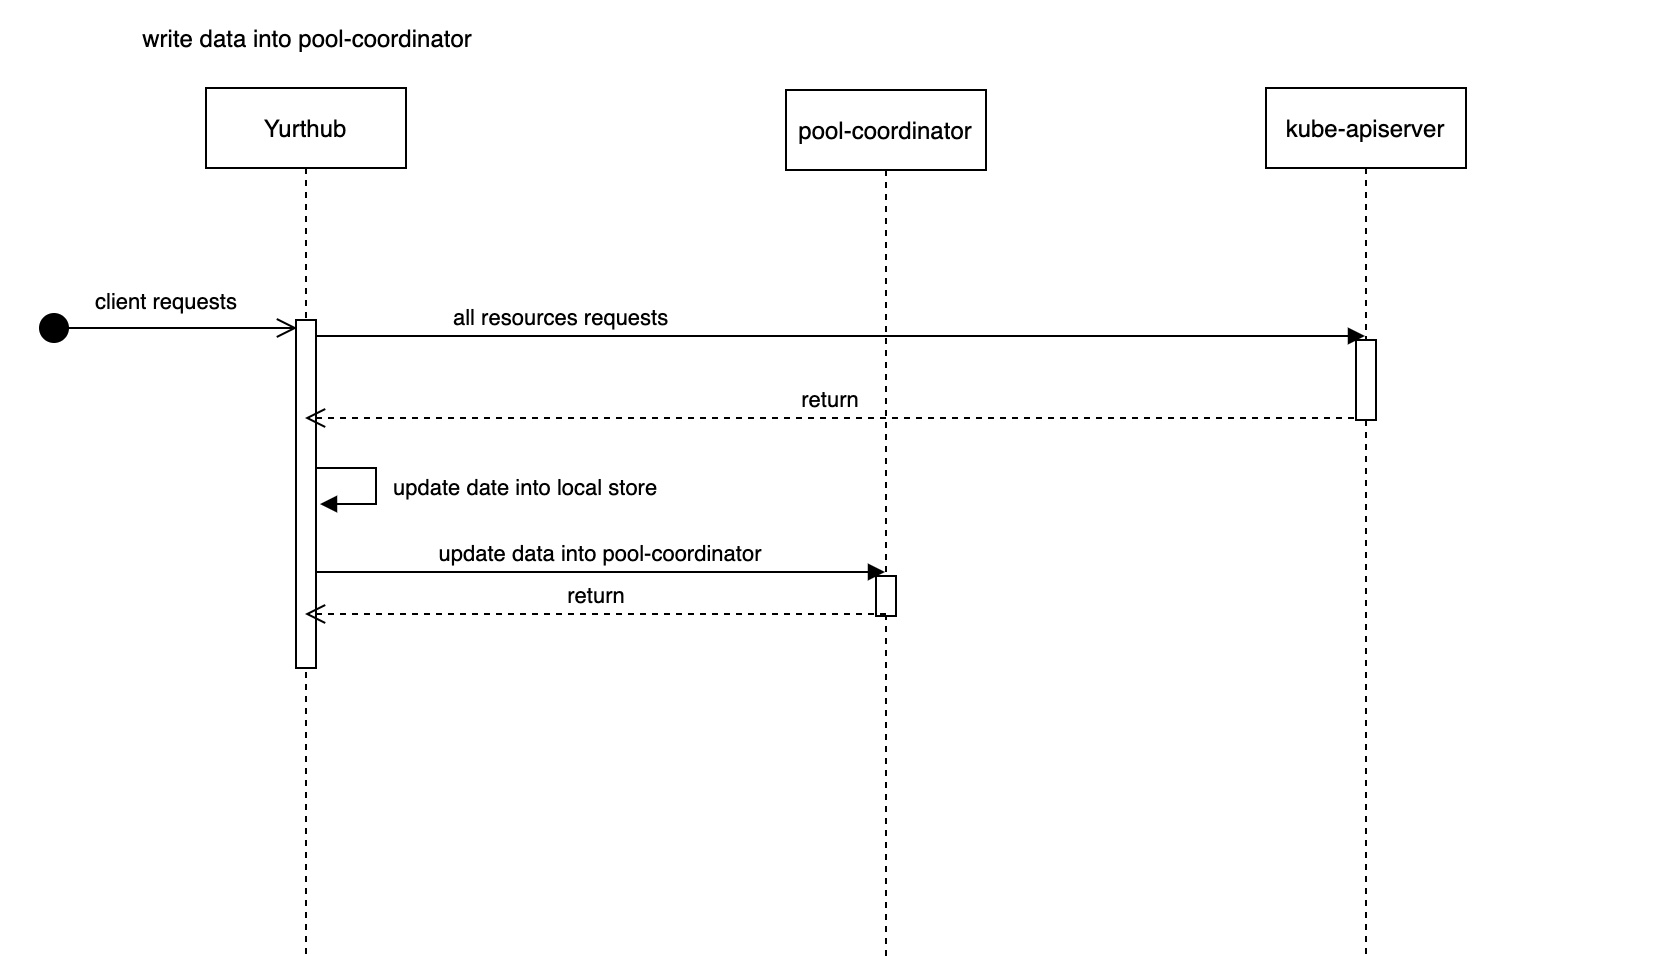 write data into pool-coordinator
Yurthub
pool-coordinator
kube-apiserver
client requests
all resources requests
return
update date into local store
update data into pool-coordinator
return